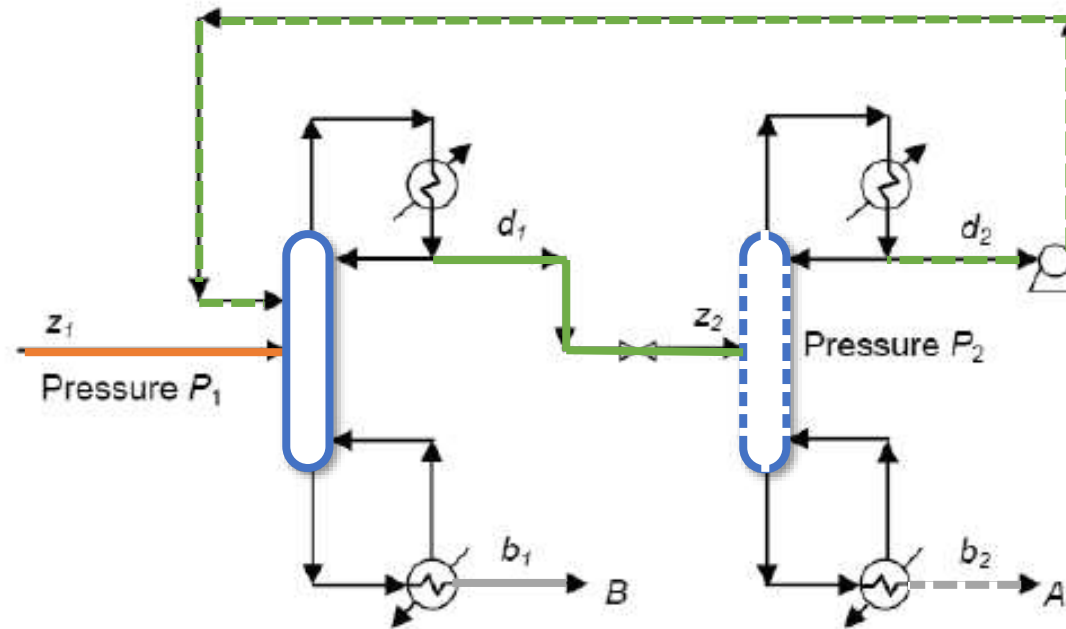 d₁
d₂
z₁
z₂
Pressure P₁
Pressure P₂
b₁
B
b₂
A